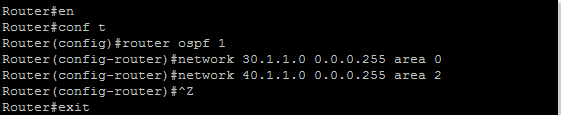 Router#en
Router#conf t
Router(config)#router ospf 1
Router(config-router)#network 30.1.1.0 0.0.0.255 area 0
Router(config-router)#network 40.1.1.0 0.0.0.255 area 2
Router(config-router)#^Z
Router#exit